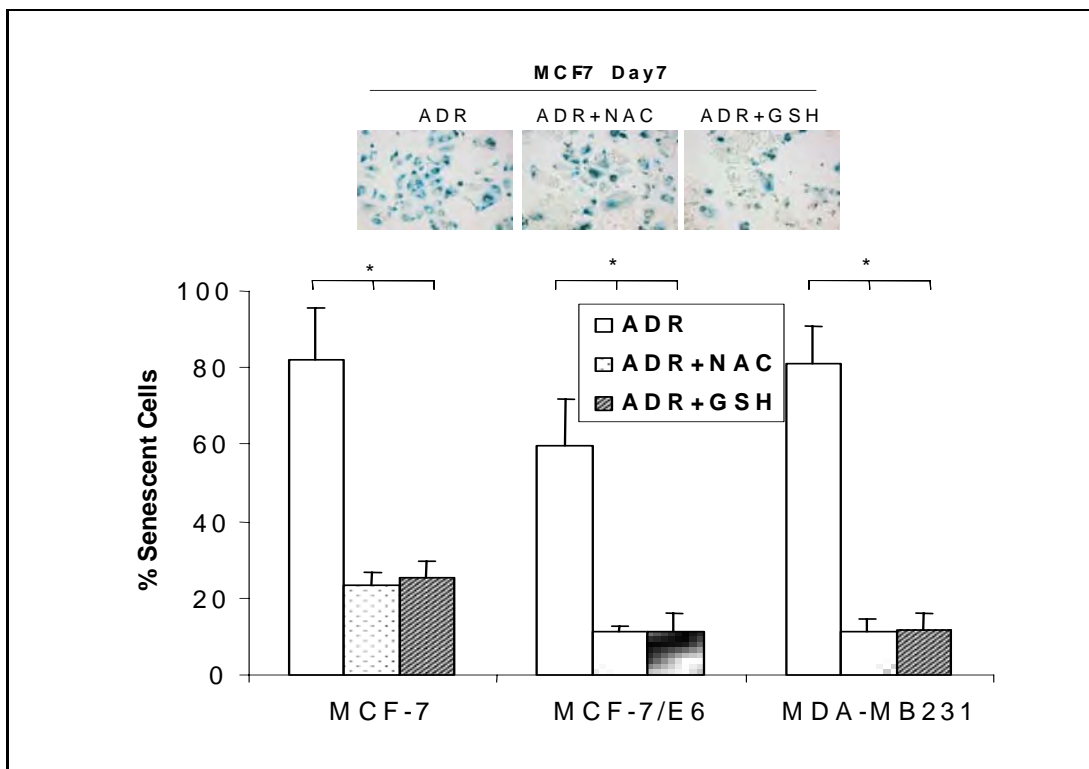 MCF7 Day7
ADR ADR+NAC ADR+GSH
* * *
100
80
60
40
20
0
% Senescent Cells
ADR
ADR+NAC
ADR+GSH
MCF-7 MCF-7/E6 MDA-MB231